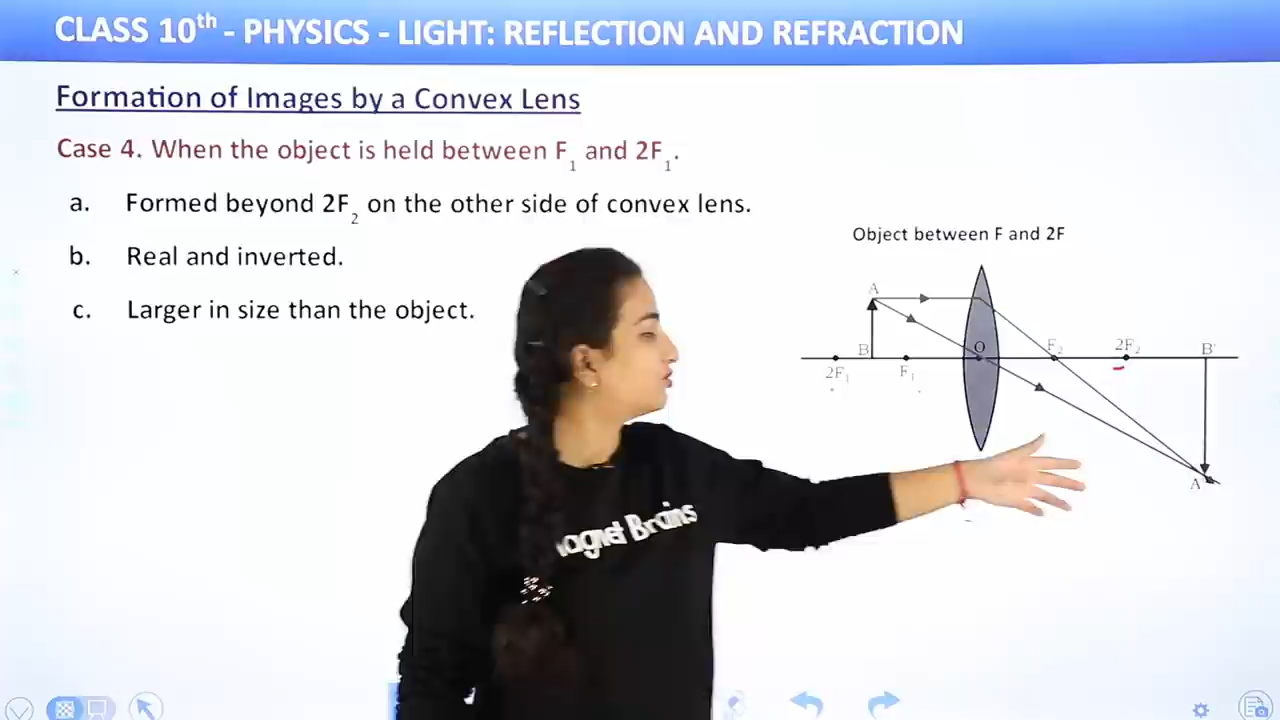 CLASS 10th - PHYSICS - LIGHT: REFLECTION AND REFRACTION
Formation of Images by a Convex Lens
Case 4. When the object is held between F1 and 2F1.
a. Formed beyond 2F2 on the other side of convex lens.
b. Real and inverted.
c. Larger in size than the object.
Object between F and 2F
A
B
O
F2
2F2
B'
2F1
F1
A'
Magnet Brains